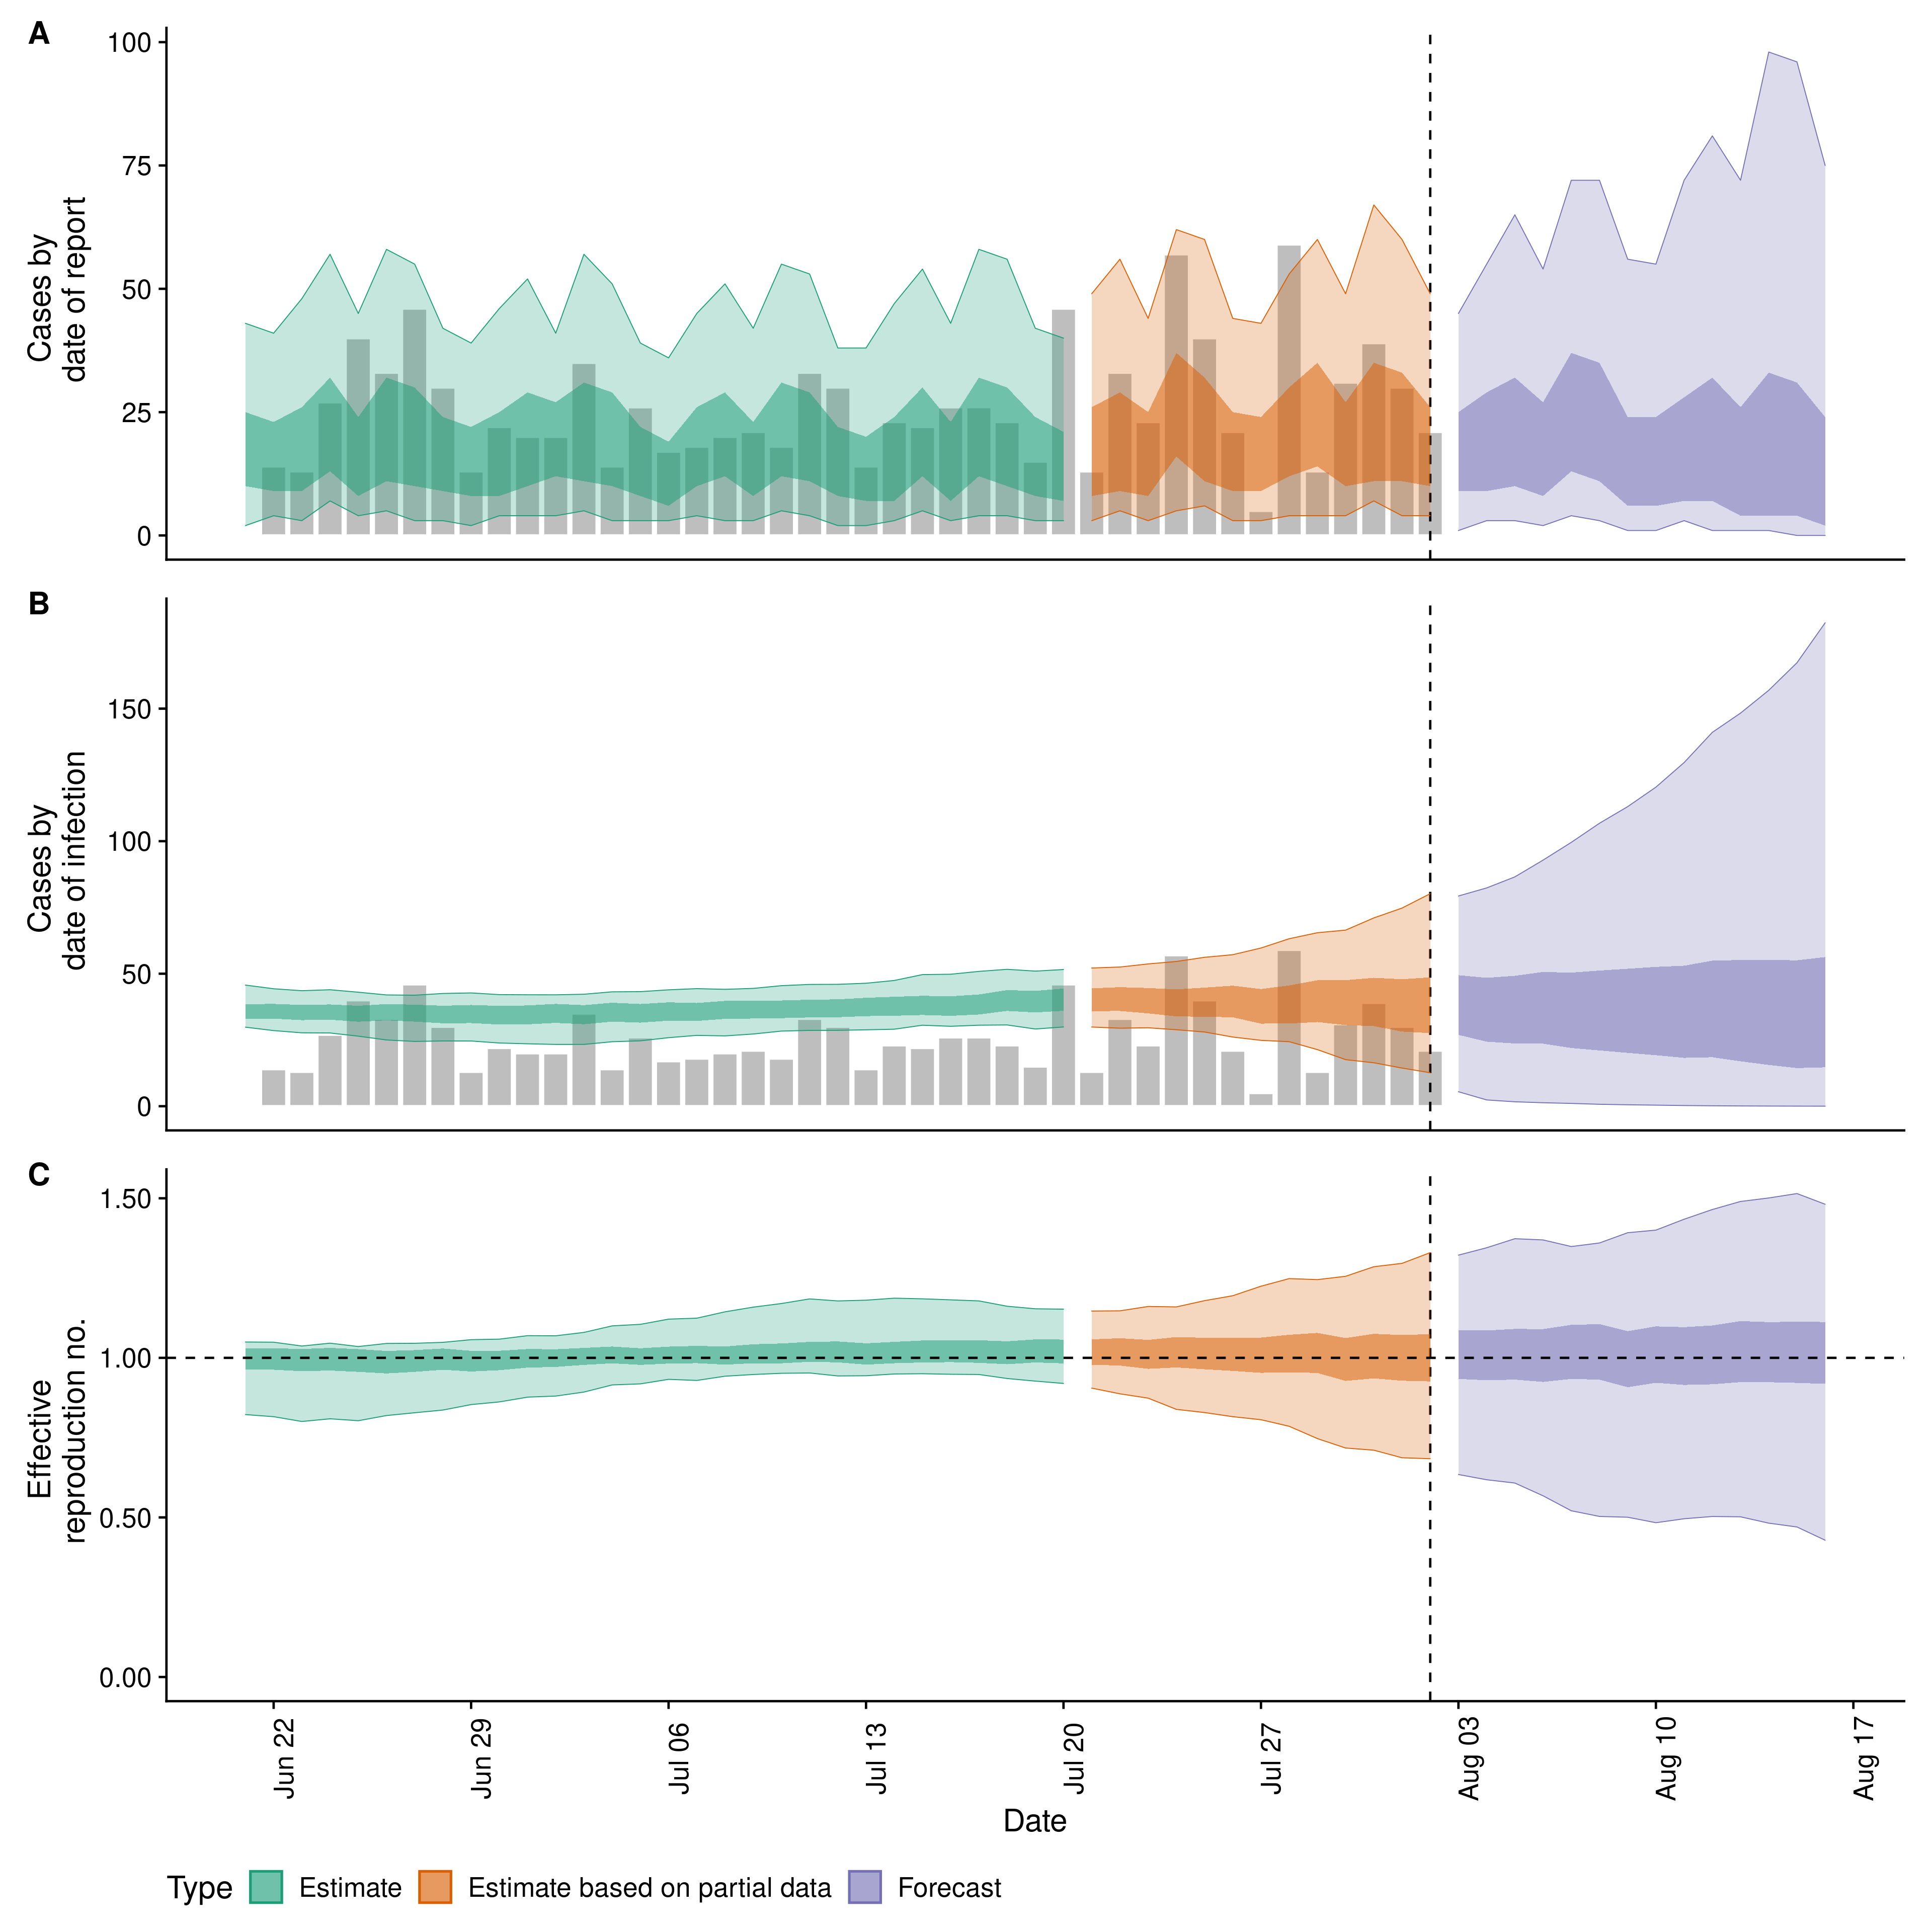 A
100
75
50
25
0
Cases by
date of report
B
150
100
50
0
Cases by
date of infection
C
1.50
1.00
0.50
0.00
Effective
reproduction no.
Jun 22
Jun 29
Jul 06
Jul 13
Jul 20
Jul 27
Aug 03
Aug 10
Aug 17
Date
Type Estimate Estimate based on partial data Forecast